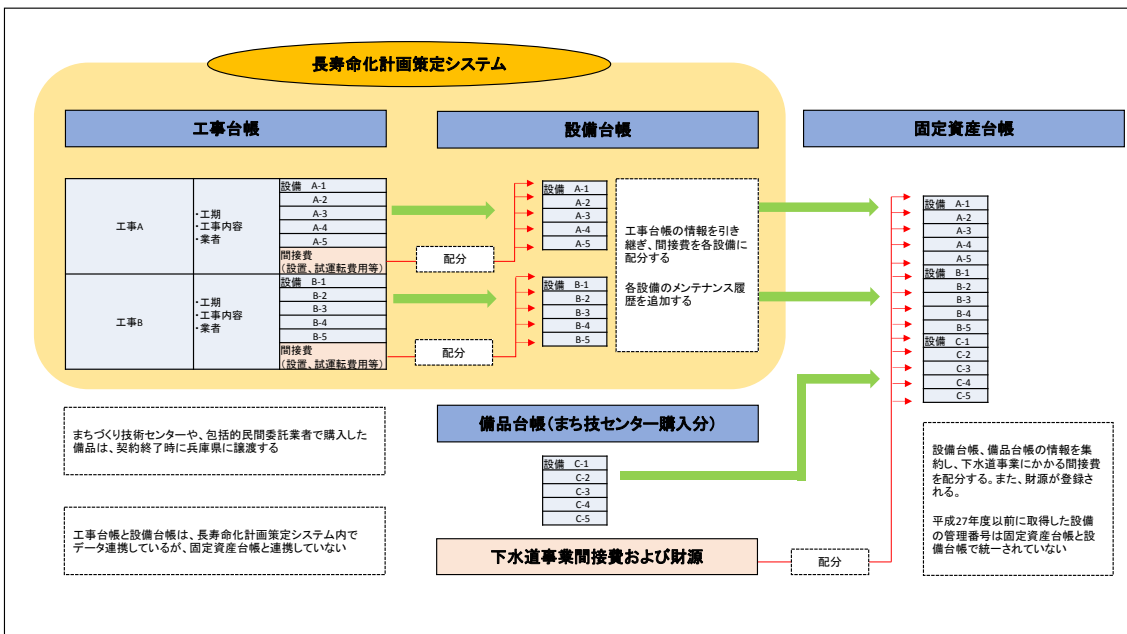 長寿命化計画策定システム
工事台帳
設備台帳
固定資産台帳
工事A
・工期
・工事内容
・業者
設備 A-1
A-2
A-3
A-4
A-5
間接費
(設置、試運転費用等)
工事B
・工期
・工事内容
・業者
設備 B-1
B-2
B-3
B-4
B-5
間接費
(設置、試運転費用等)
配分
配分
設備 A-1
A-2
A-3
A-4
A-5
設備 B-1
B-2
B-3
B-4
B-5
工事台帳の情報を引き
継ぎ、間接費を各設備に
配分する
各設備のメンテナンス履
歴を追加する
設備 A-1
A-2
A-3
A-4
A-5
設備 B-1
B-2
B-3
B-4
B-5
設備 C-1
C-2
C-3
C-4
C-5
まちづくり技術センターや、包括的民間委託業者で購入した
備品は、契約終了時に兵庫県に譲渡する
備品台帳(まち技センター購入分)
設備 C-1
C-2
C-3
C-4
C-5
設備台帳、備品台帳の情報を集
約し、下水道事業にかかる間接費
を配分する。また、財源が登録さ
れる。
平成27年度以前に取得した設備
の管理番号は固定資産台帳と設
備台帳で統一されていない
工事台帳と設備台帳は、長寿命化計画策定システム内で
データ連携しているが、固定資産台帳と連携していない
下水道事業間接費および財源
配分